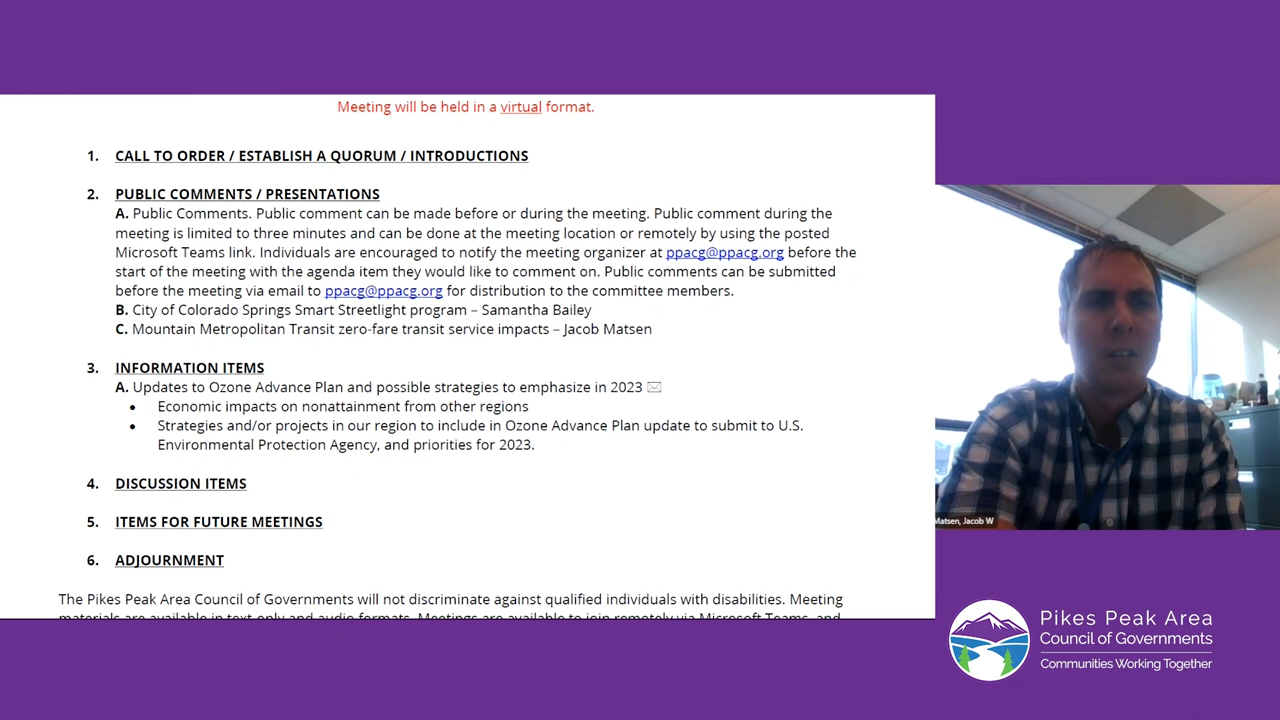 Meeting will be held in a virtual format.
1. CALL TO ORDER / ESTABLISH A QUORUM / INTRODUCTIONS
2. PUBLIC COMMENTS / PRESENTATIONS
A. Public Comments. Public comment can be made before or during the meeting. Public comment during the
meeting is limited to three minutes and can be done at the meeting location or remotely by using the posted
Microsoft Teams link. Individuals are encouraged to notify the meeting organizer at ppacg@ppacg.org before the
start of the meeting with the agenda item they would like to comment on. Public comments can be submitted
before the meeting via email to ppacg@ppacg.org for distribution to the committee members.
B. City of Colorado Springs Smart Streetlight program – Samantha Bailey
C. Mountain Metropolitan Transit zero-fare transit service impacts – Jacob Matsen
3. INFORMATION ITEMS
A. Updates to Ozone Advance Plan and possible strategies to emphasize in 2023
• Economic impacts on nonattainment from other regions
• Strategies and/or projects in our region to include in Ozone Advance Plan update to submit to U.S.
Environmental Protection Agency, and priorities for 2023.
4. DISCUSSION ITEMS
5. ITEMS FOR FUTURE MEETINGS
6. ADJOURNMENT
The Pikes Peak Area Council of Governments will not discriminate against qualified individuals with disabilities. Meeting
materials are available in text only and audio formats. Meetings are available to join remotely via Microsoft Teams, and
Matsen, Jacob W
Pikes Peak Area
Council of Governments
Communities Working Together